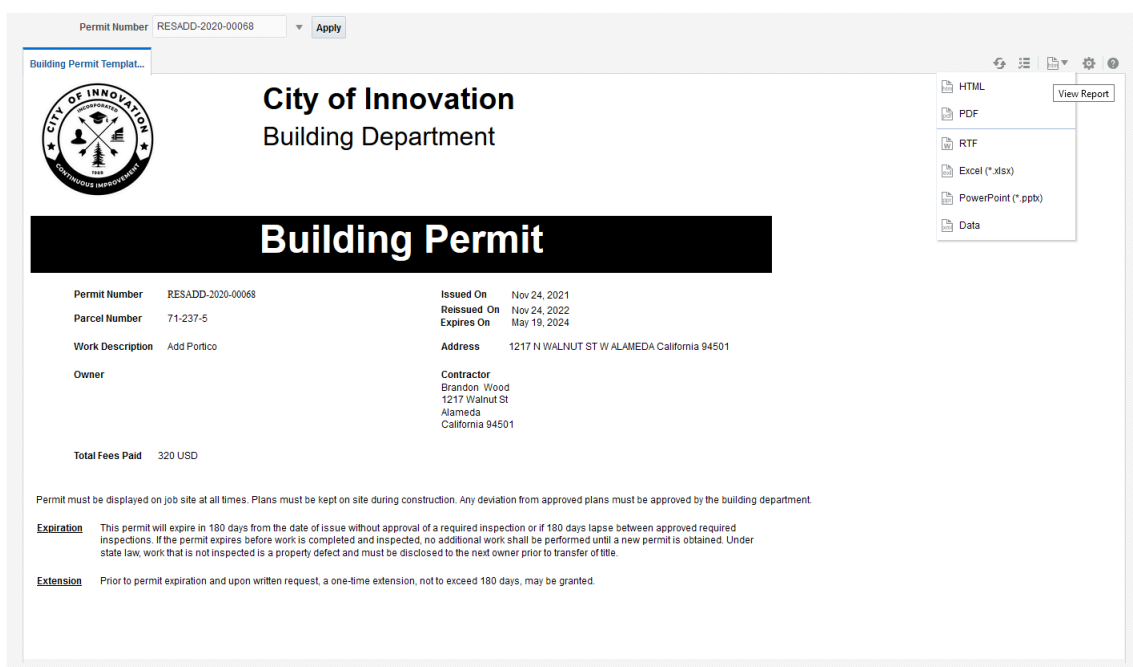 Permit Number RESADD-2020-00068 Apply
Building Permit Templat...
HTML
View Report
PDF
RTF
Excel (*.xlsx)
PowerPoint (*.pptx)
Data
CITY OF INNOVATION
INCORPORATED
1989
CONTINUOUS IMPROVEMENT
City of Innovation
Building Department
Building Permit
Permit Number RESADD-2020-00068 Issued On Nov 24, 2021
Reissued On Nov 24, 2022
Parcel Number 71-237-5 Expires On May 19, 2024
Work Description Add Portico Address 1217 N WALNUT ST W ALAMEDA California 94501
Owner Contractor
Brandon Wood
1217 Walnut St
Alameda
California 94501
Total Fees Paid 320 USD
Permit must be displayed on job site at all times. Plans must be kept on site during construction. Any deviation from approved plans must be approved by the building department.
Expiration This permit will expire in 180 days from the date of issue without approval of a required inspection or if 180 days lapse between approved required
inspections. If the permit expires before work is completed and inspected, no additional work shall be performed until a new permit is obtained. Under
state law, work that is not inspected is a property defect and must be disclosed to the next owner prior to transfer of title.
Extension Prior to permit expiration and upon written request, a one-time extension, not to exceed 180 days, may be granted.